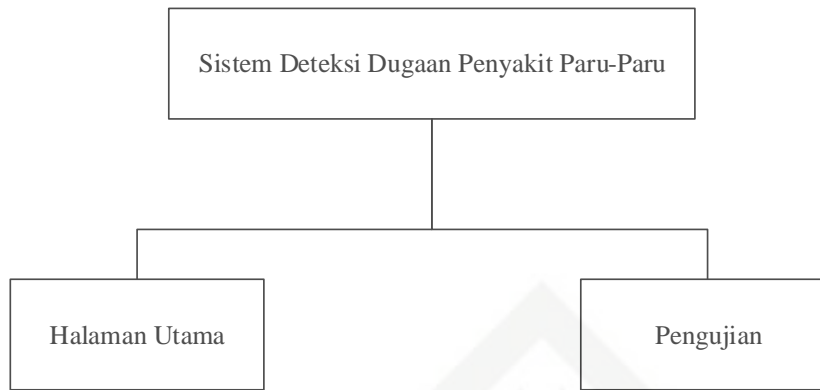 Sistem Deteksi Dugaan Penyakit Paru-Paru
Halaman Utama
Pengujian